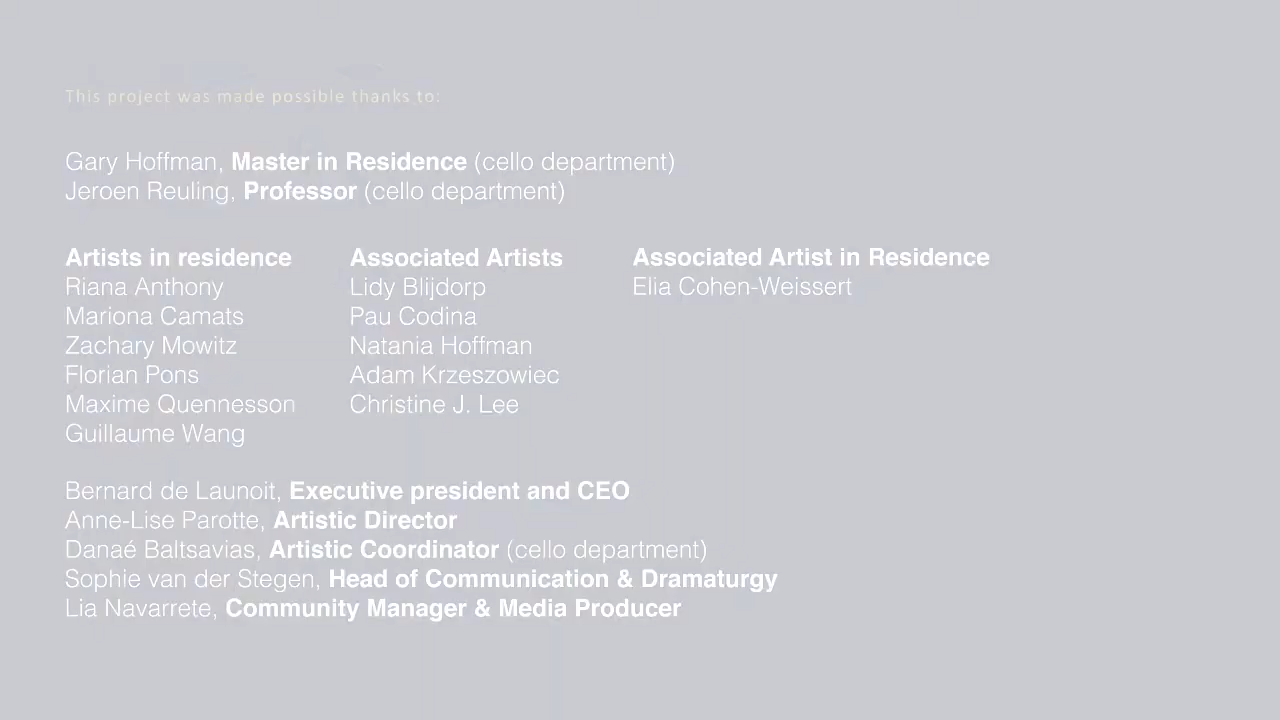 This project was made possible thanks to:
Gary Hoffman, Master in Residence (cello department)
Jeroen Reuling, Professor (cello department)
Artists in residence
Riana Anthony
Mariona Camats
Zachary Mowitz
Florian Pons
Maxime Quennesson
Guillaume Wang
Associated Artists
Lidy Blijdorp
Pau Codina
Natania Hoffman
Adam Krzeszowiec
Christine J. Lee
Associated Artist in Residence
Elia Cohen-Weissert
Bernard de Launoit, Executive president and CEO
Anne-Lise Parotte, Artistic Director
Danaé Baltsavias, Artistic Coordinator (cello department)
Sophie van der Stegen, Head of Communication & Dramaturgy
Lia Navarrete, Community Manager & Media Producer